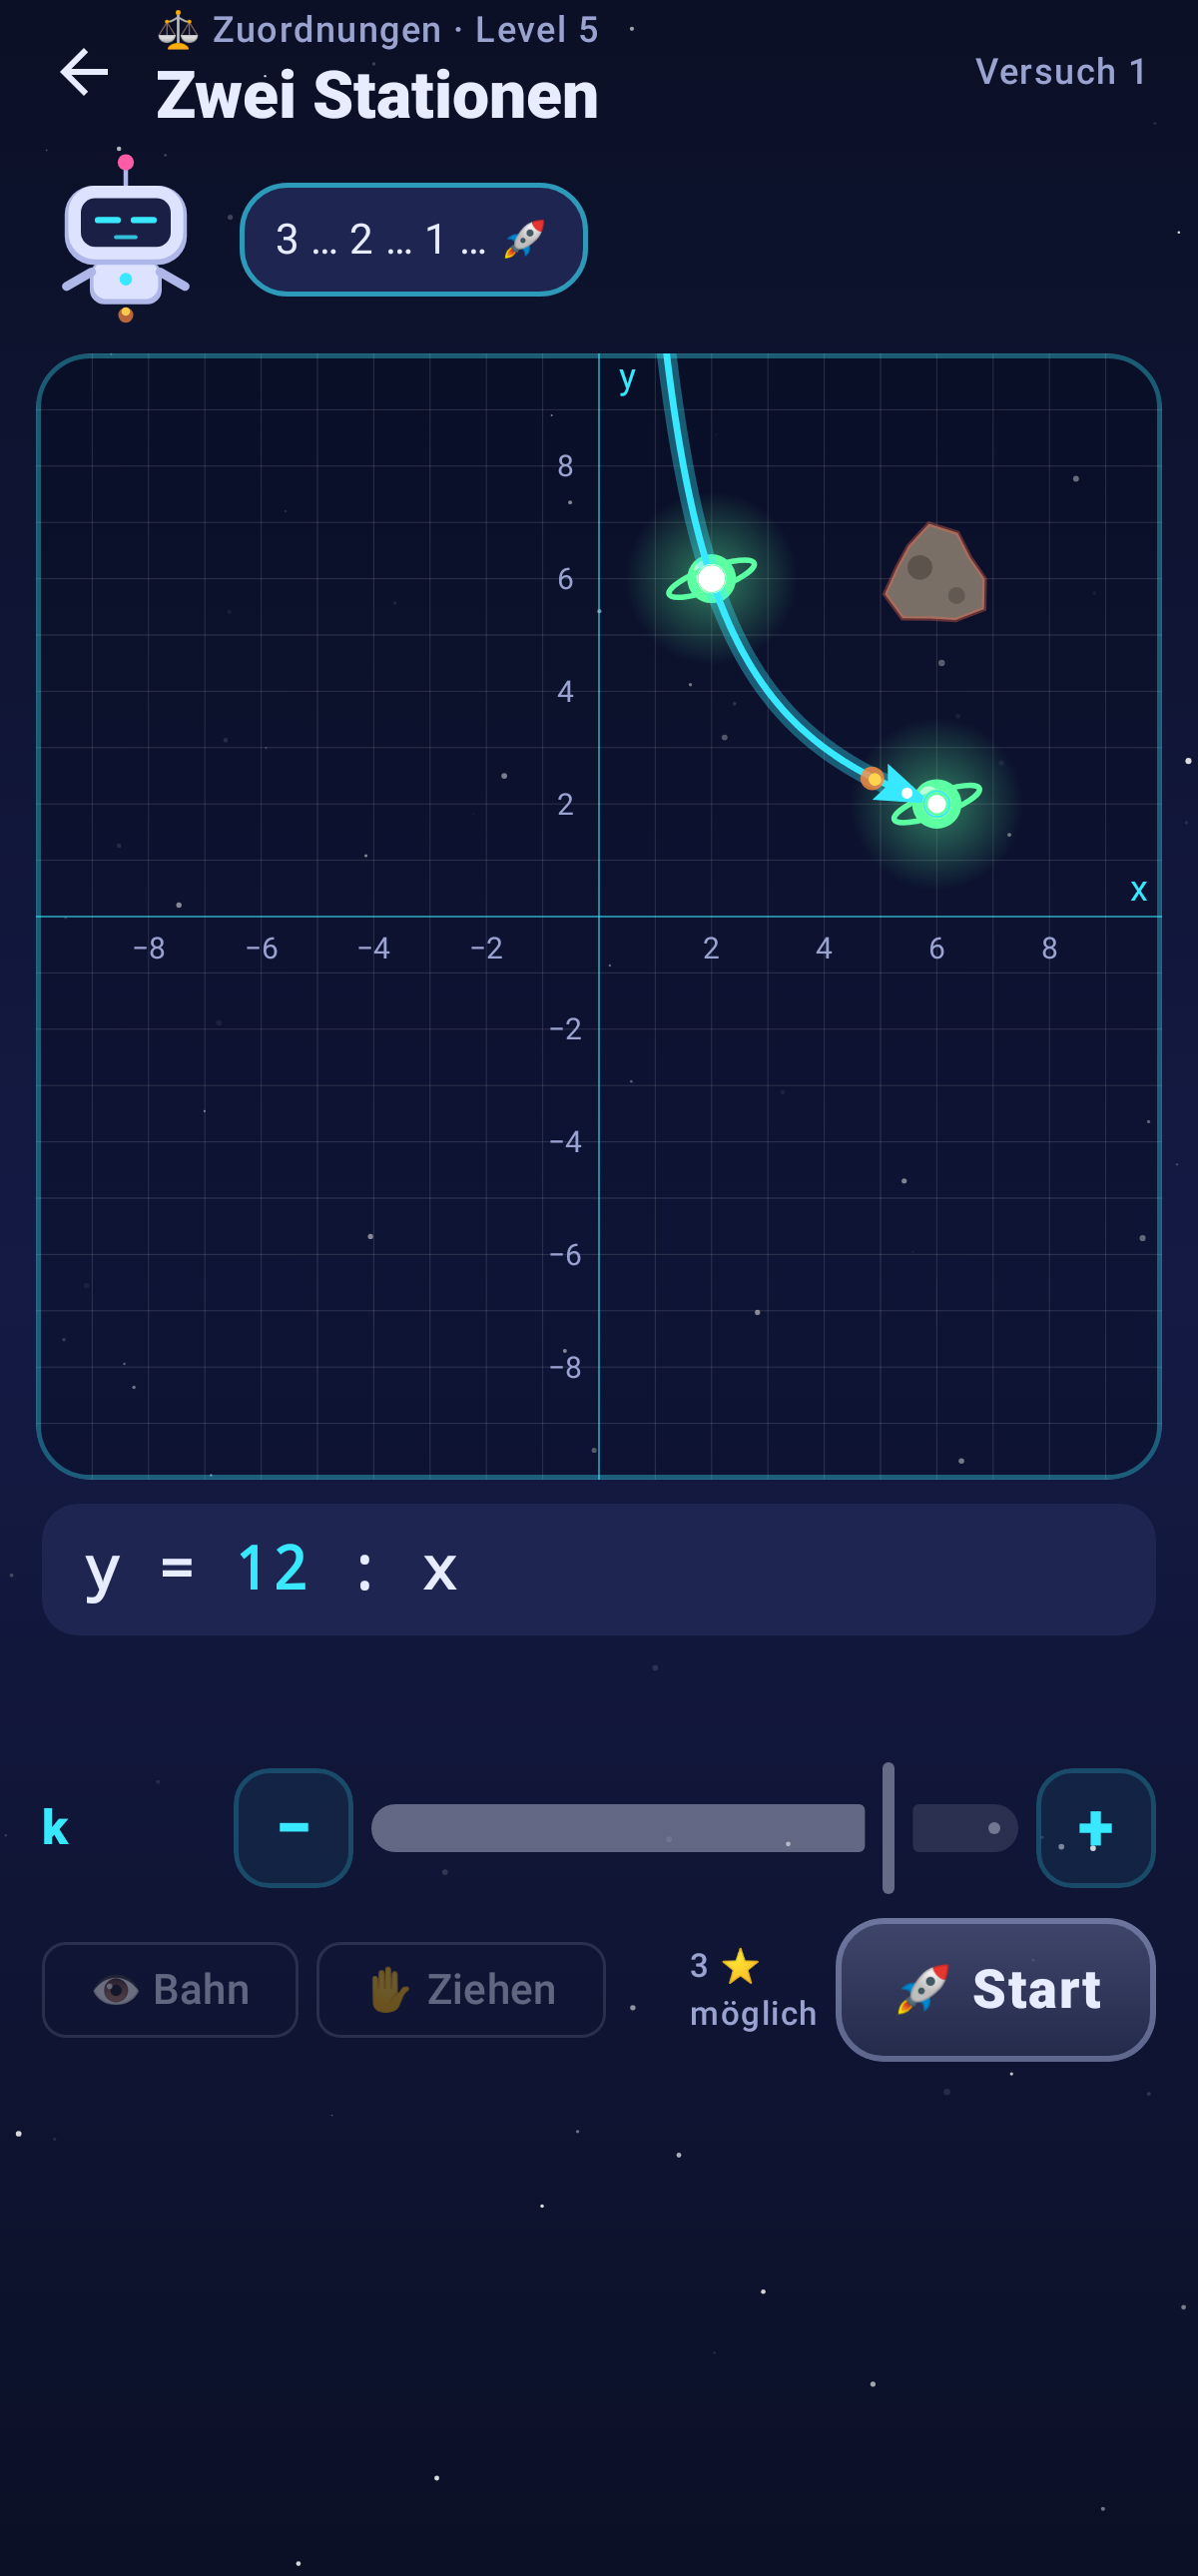 ⚖️ Zuordnungen · Level 5
Zwei Stationen
Versuch 1
3 … 2 … 1 … 🚀
y
8
6
4
2
x
−8 −6 −4 −2 2 4 6 8
−2
−4
−6
−8
y = 12 : x
k
−
+
👁️ Bahn
✋ Ziehen
3 ⭐
möglich
🚀 Start